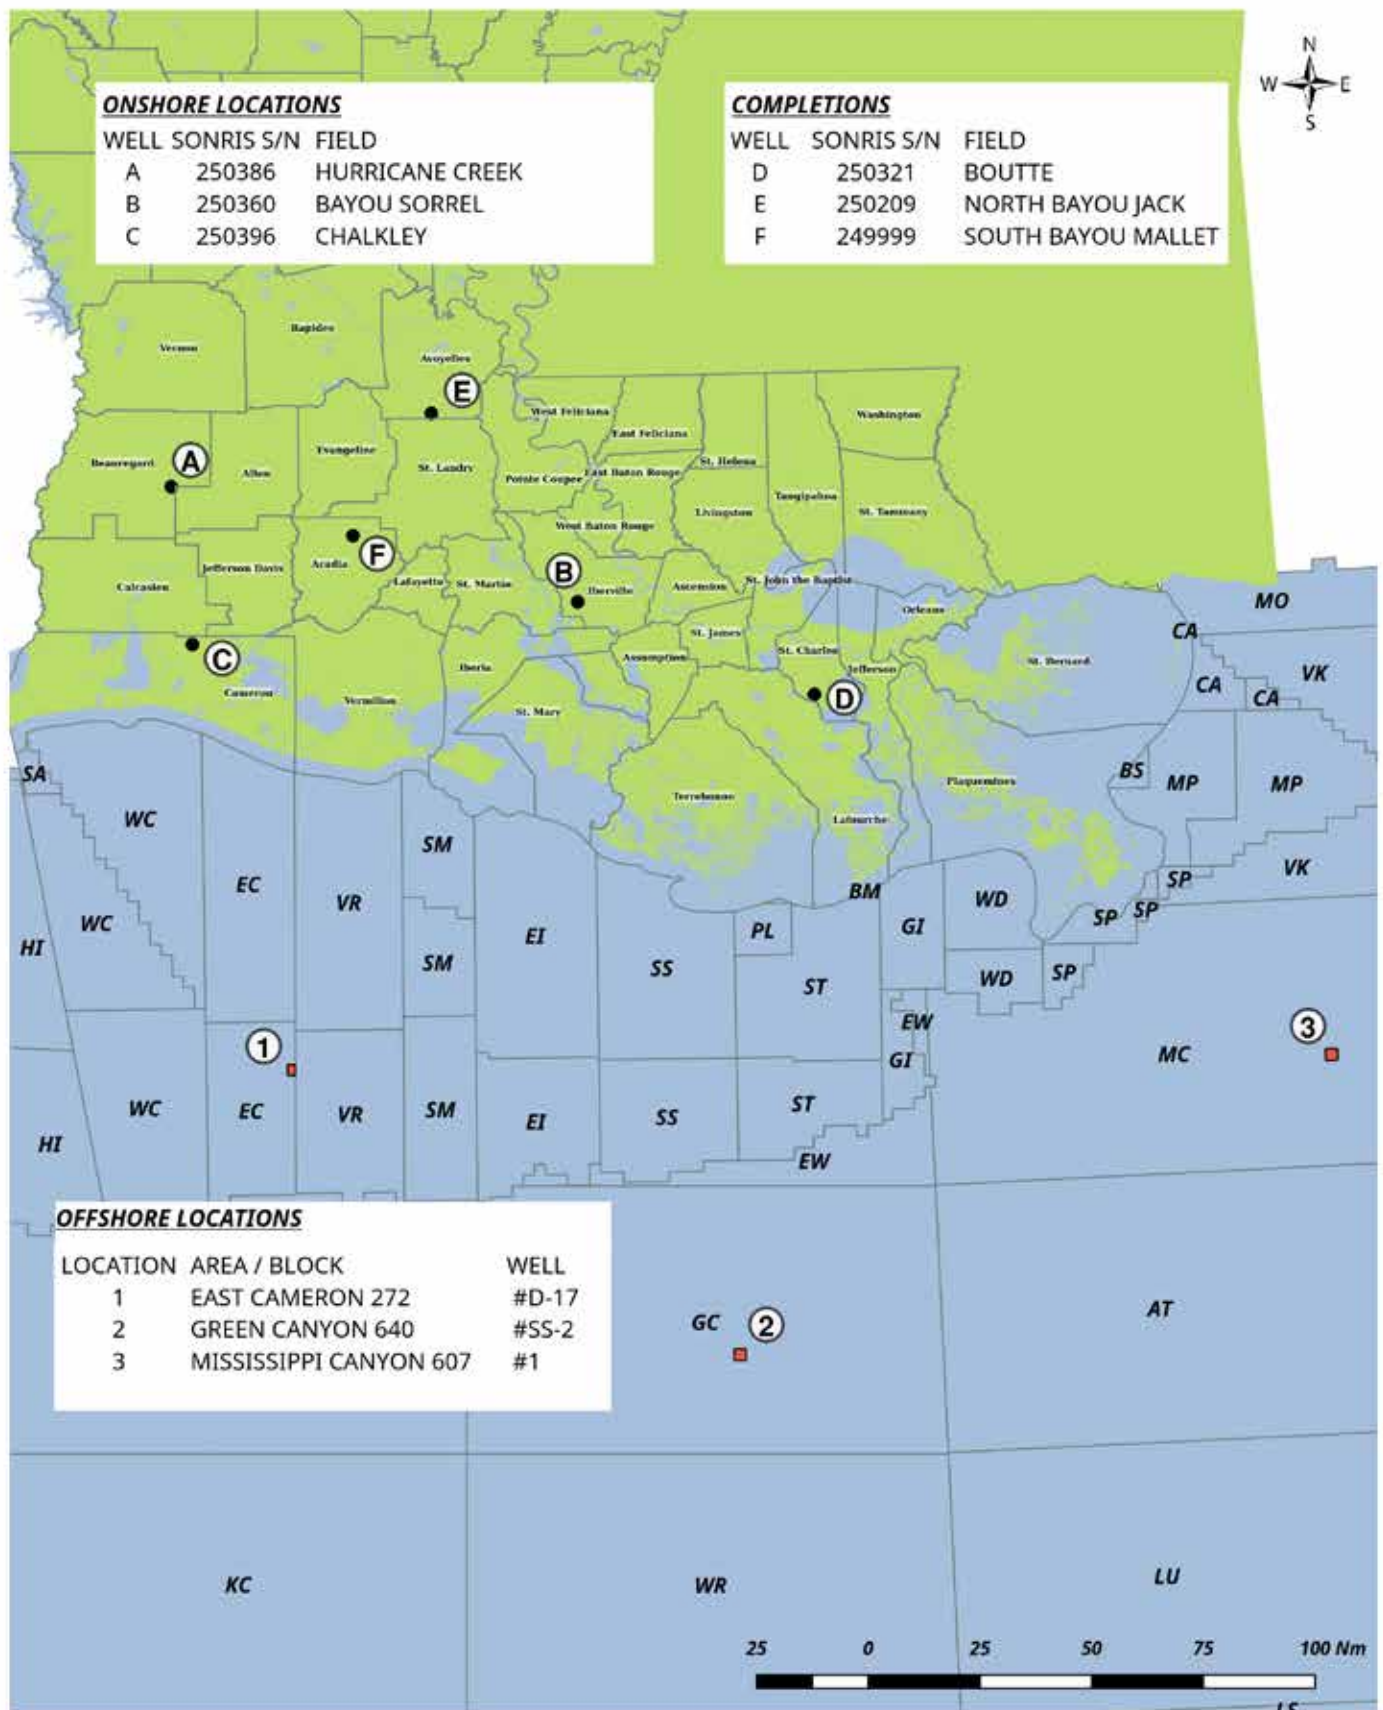 N
W E
S
ONSHORE LOCATIONS
WELL SONRIS S/N FIELD
A 250386 HURRICANE CREEK
B 250360 BAYOU SORREL
C 250396 CHALKLEY
COMPLETIONS
WELL SONRIS S/N FIELD
D 250321 BOUTTE
E 250209 NORTH BAYOU JACK
F 249999 SOUTH BAYOU MALLET
Vernon
Rapides
Avoyelles
E
West Feliciana
East Feliciana
Washington
Beauregard
A
Allen
Evangeline
St. Landry
Pointe Coupee
East Baton Rouge
St. Helena
Tangipahoa
Livingston
St. Tammany
West Baton Rouge
Calcasieu
Jefferson Davis
Acadia
F
Lafayette
St. Martin
B
Iberville
Ascension
St. John the Baptist
Orleans
MO
C
Cameron
Vermilion
Iberia
St. Mary
Assumption
St. James
St. Charles
Jefferson
D
St. Bernard
CA
CA
CA
VK
Terrebonne
Lafourche
Plaquemines
BS
MP
MP
SA
WC
WC
HI
EC
VR
SM
SM
EI
SS
PL
ST
BM
GI
WD
WD
SP
SP
SP
SP
VK
1
EW
GI
MC
3
HI
WC
EC
VR
SM
EI
SS
ST
EW
OFFSHORE LOCATIONS
LOCATION AREA / BLOCK WELL
1 EAST CAMERON 272 #D-17
2 GREEN CANYON 640 #SS-2
3 MISSISSIPPI CANYON 607 #1
GC
2
AT
KC
WR
LU
25 0 25 50 75 100 Nm